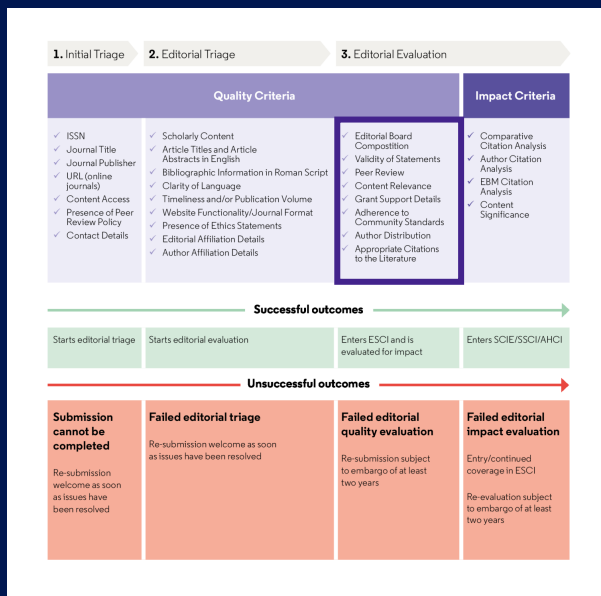 1. Initial Triage
2. Editorial Triage
3. Editorial Evaluation
Quality Criteria
Impact Criteria
✓ ISSN
✓ Journal Title
✓ Journal Publisher
✓ URL (online
journals)
✓ Content Access
✓ Presence of Peer
Review Policy
✓ Contact Details
✓ Scholarly Content
✓ Article Titles and Article
Abstracts in English
✓ Bibliographic Information in Roman Script
✓ Clarity of Language
✓ Timeliness and/or Publication Volume
✓ Website Functionality/Journal Format
✓ Presence of Ethics Statements
✓ Editorial Affiliation Details
✓ Author Affiliation Details
✓ Editorial Board
Compostition
✓ Validity of Statements
✓ Peer Review
✓ Content Relevance
✓ Grant Support Details
✓ Adherence to
Community Standards
✓ Author Distribution
✓ Appropriate Citations
to the Literature
✓ Comparative
Citation Analysis
✓ Author Citation
Analysis
✓ EBM Citation
Analysis
✓ Content
Significance
Successful outcomes
Starts editorial triage
Starts editorial evaluation
Enters ESCI and is
evaluated for impact
Enters SCIE/SSCI/AHCI
Unsuccessful outcomes
Submission
cannot be
completed
Re-submission
welcome as soon
as issues have
been resolved
Failed editorial triage
Re-submission welcome as soon
as issues have been resolved
Failed editorial
quality evaluation
Re-submission subject
to embargo of at least
two years
Failed editorial
impact evaluation
Entry/continued
coverage in ESCI
Re-evaluation subject
to embargo of at least
two years